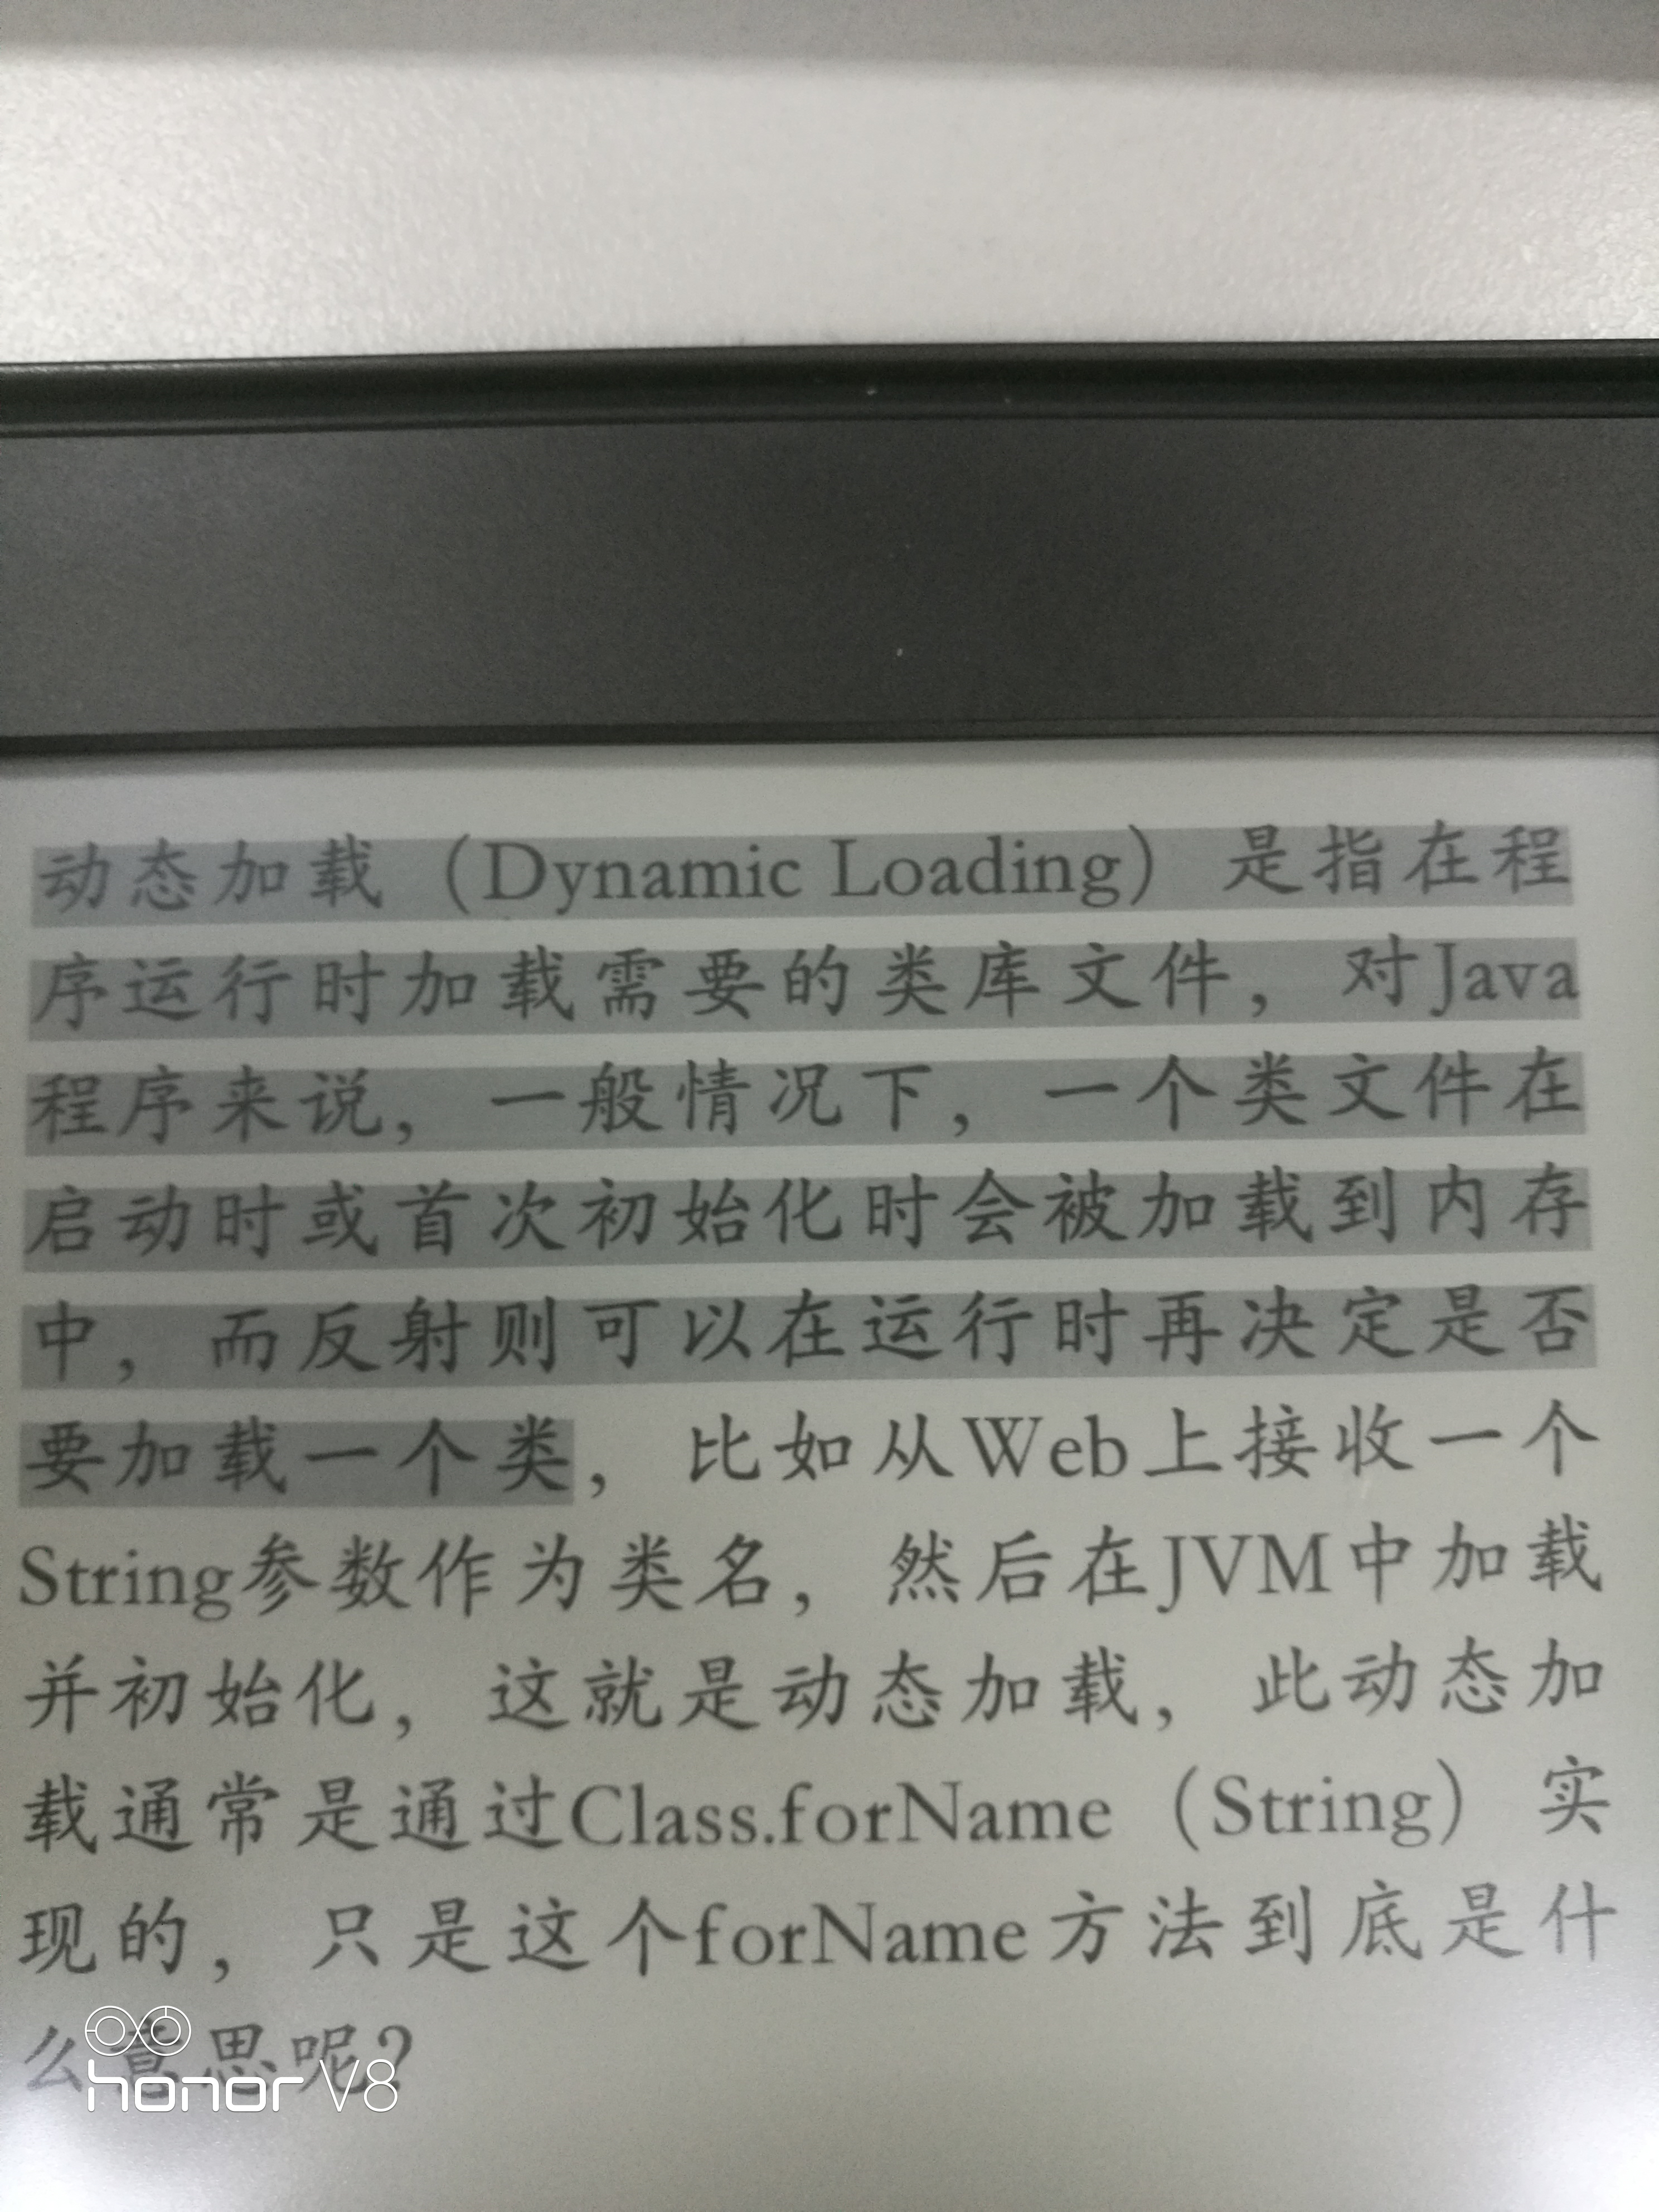 动态加载（Dynamic Loading）是指在程
序运行时加载需要的类库文件，对Java
程序来说，一般情况下，一个类文件在
启动时或首次初始化时会被加载到内存
中，而反射则可以在运行时再决定是否
要加载一个类，比如从Web上接收一个
String参数作为类名，然后在JVM中加载
并初始化，这就是动态加载，此动态加
载通常是通过Class.forName（String）实
现的，只是这个forName方法到底是什
么意思呢？
honor V8